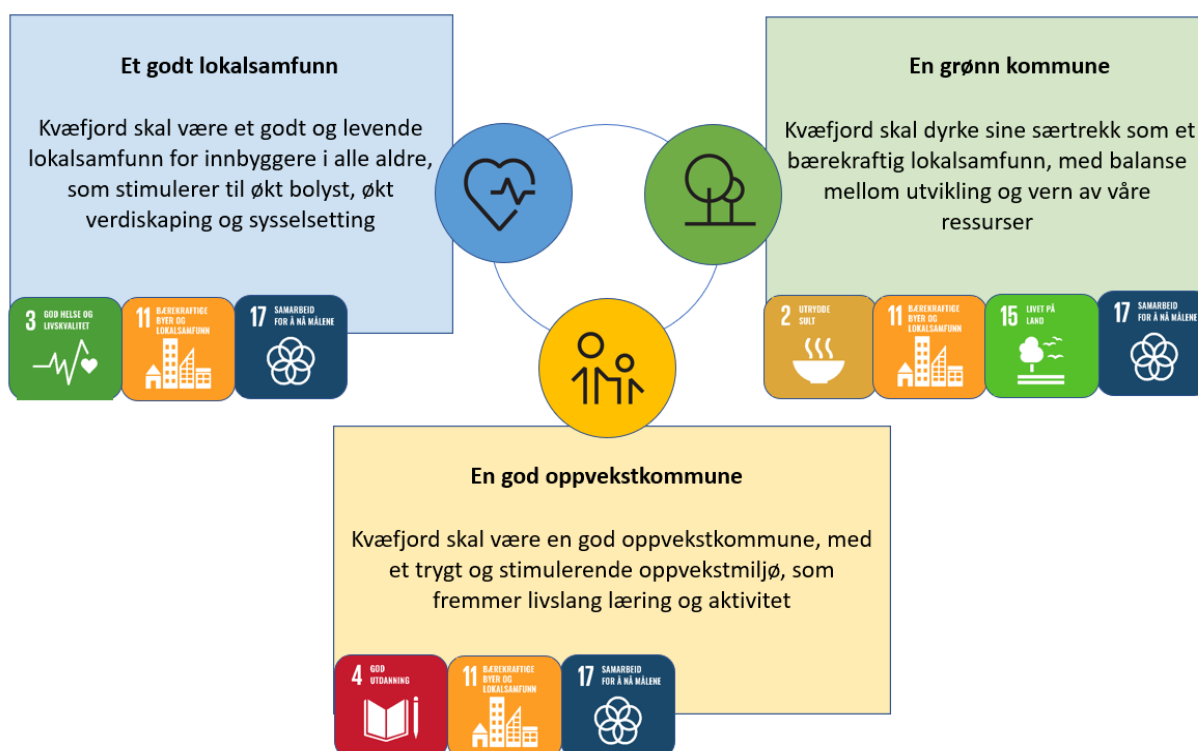 Et godt lokalsamfunn
Kvæfjord skal være et godt og levende
lokalsamfunn for innbyggere i alle aldre,
som stimulerer til økt bolyst, økt
verdiskaping og sysselsetting
3 GOD HELSE OG
LIVSKVALITET
11 BÆREKRAFTIGE
BYER OG
LOKALSAMFUNN
17 SAMARBEID
FOR Å NÅ MÅLENE
En grønn kommune
Kvæfjord skal dyrke sine særtrekk som et
bærekraftig lokalsamfunn, med balanse
mellom utvikling og vern av våre
ressurser
2 UTRYDDE
SULT
11 BÆREKRAFTIGE
BYER OG
LOKALSAMFUNN
15 LIVET PÅ
LAND
17 SAMARBEID
FOR Å NÅ MÅLENE
En god oppvekstkommune
Kvæfjord skal være en god oppvekstkommune, med
et trygt og stimulerende oppvekstmiljø, som
fremmer livslang læring og aktivitet
4 GOD
UTDANNING
11 BÆREKRAFTIGE
BYER OG
LOKALSAMFUNN
17 SAMARBEID
FOR Å NÅ MÅLENE